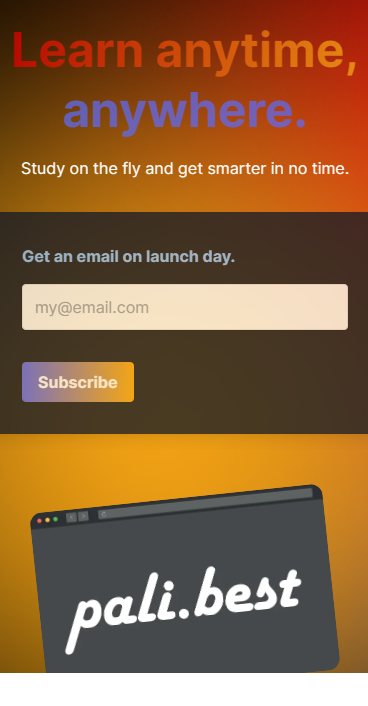 Learn anytime,
anywhere.
Study on the fly and get smarter in no time.
Get an email on launch day.
my@email.com
Subscribe
pali.best